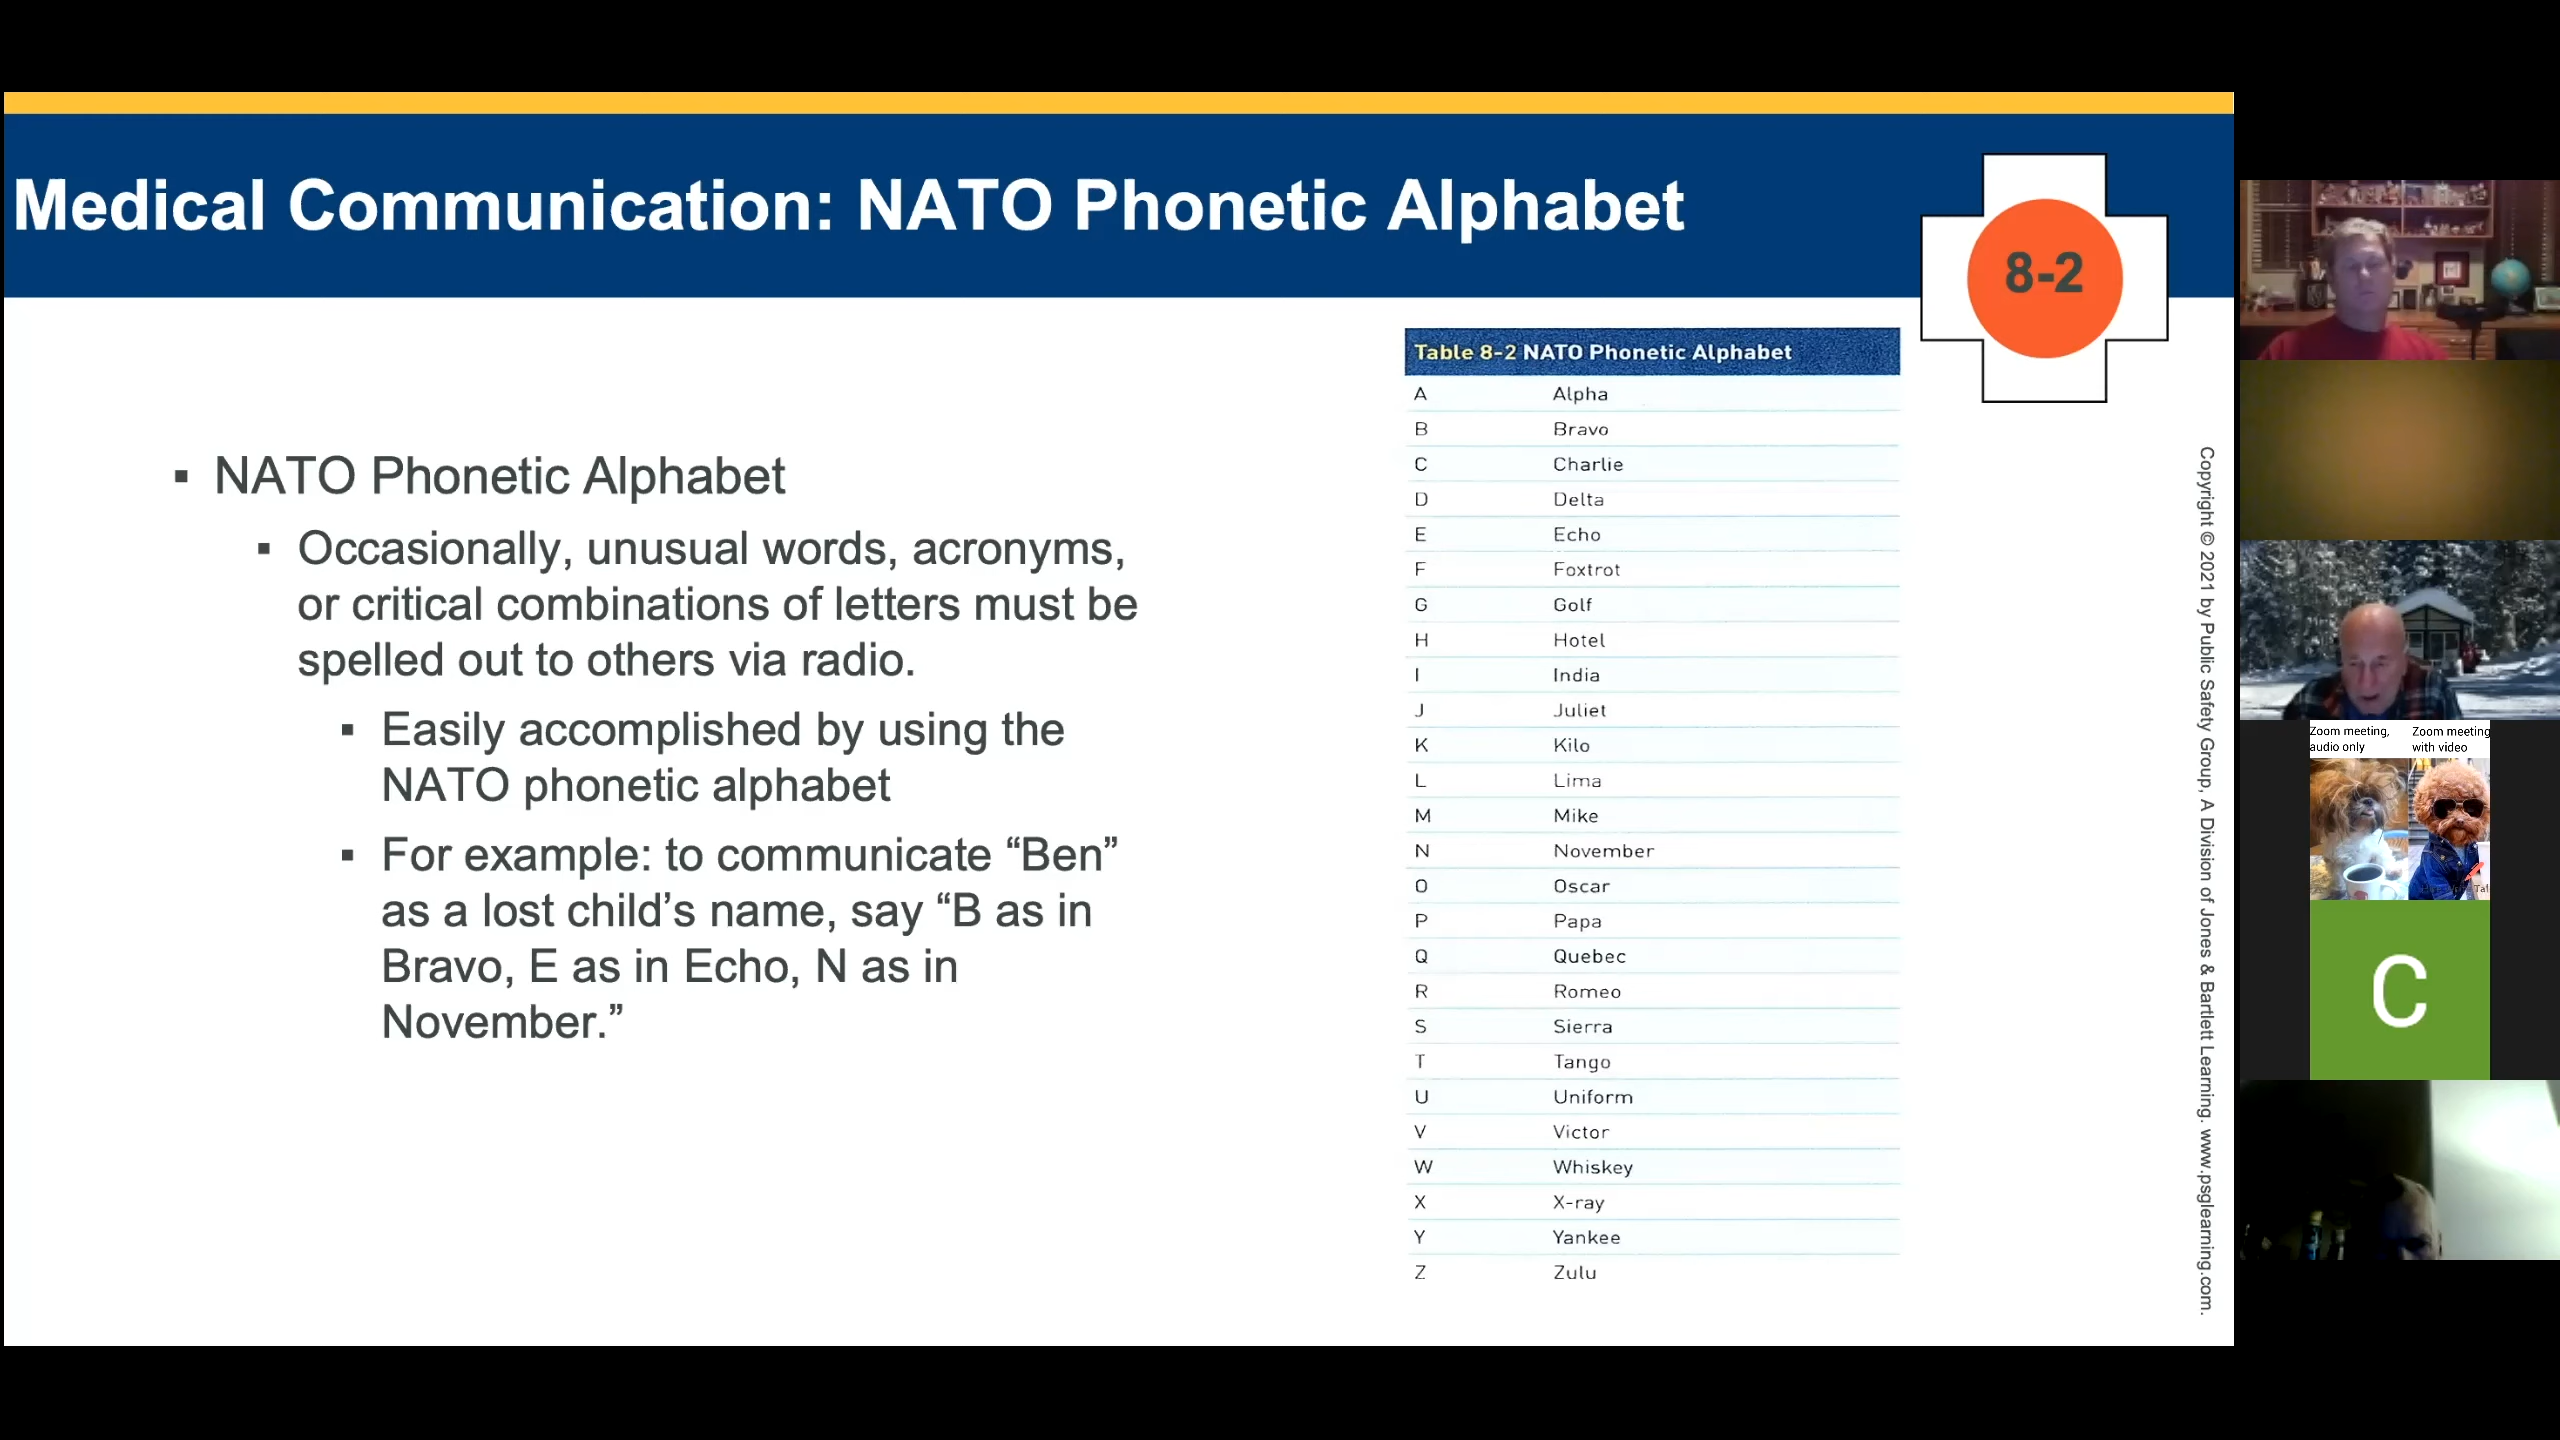 Medical Communication: NATO Phonetic Alphabet
8-2
▪ NATO Phonetic Alphabet
▪ Occasionally, unusual words, acronyms,
or critical combinations of letters must be
spelled out to others via radio.
▪ Easily accomplished by using the
NATO phonetic alphabet
▪ For example: to communicate “Ben”
as a lost child’s name, say “B as in
Bravo, E as in Echo, N as in
November.”
Table 8-2 NATO Phonetic Alphabet
A Alpha
B Bravo
C Charlie
D Delta
E Echo
F Foxtrot
G Golf
H Hotel
I India
J Juliet
K Kilo
L Lima
M Mike
N November
O Oscar
P Papa
Q Quebec
R Romeo
S Sierra
T Tango
U Uniform
V Victor
W Whiskey
X X-ray
Y Yankee
Z Zulu
Copyright © 2021 by Public Safety Group, A Division of Jones & Bartlett Learning. www.psglearning.com.
Zoom meeting,
audio only
Zoom meeting
with video
C